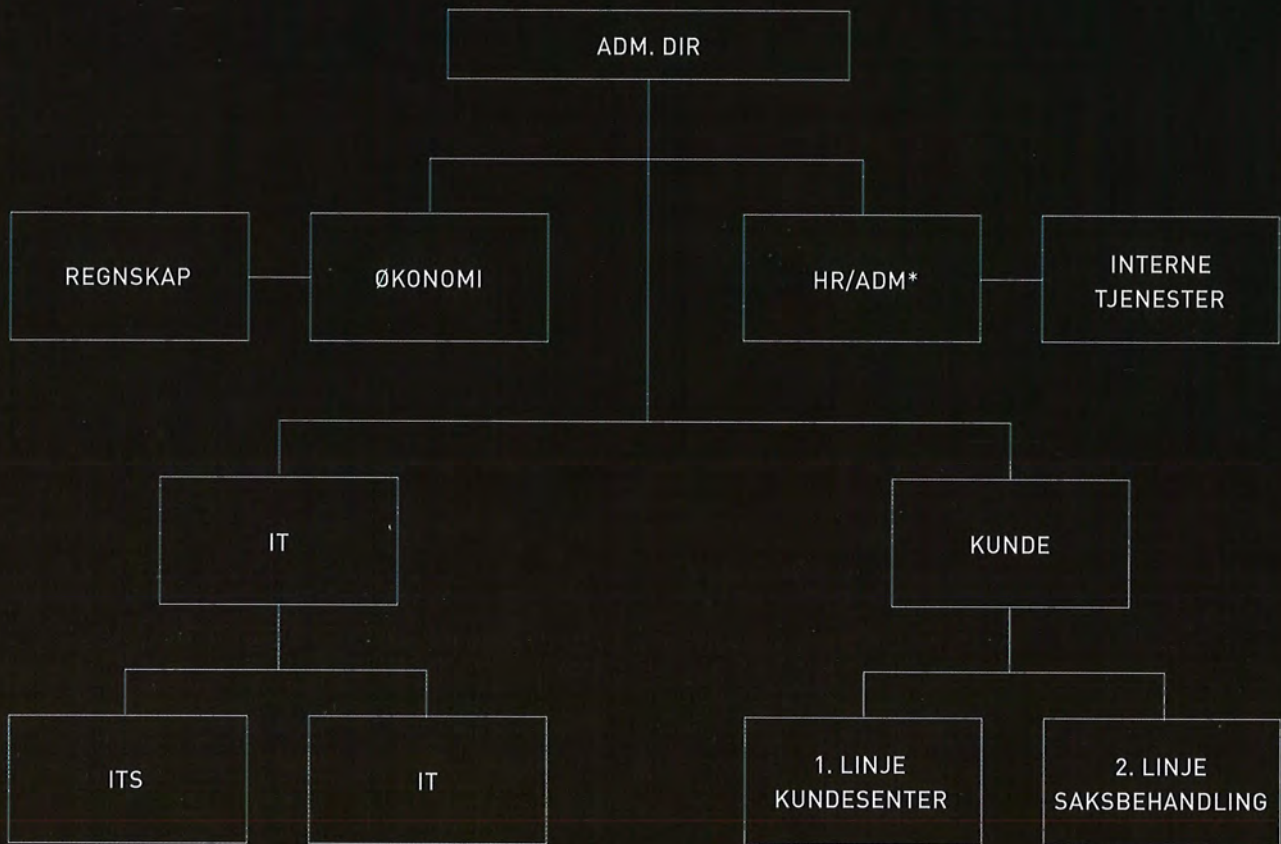 ADM. DIR
REGNSKAP
ØKONOMI
HR/ADM*
INTERNE
TJENESTER
IT
KUNDE
ITS
IT
1. LINJE
KUNDESENTER
2. LINJE
SAKSBEHANDLING